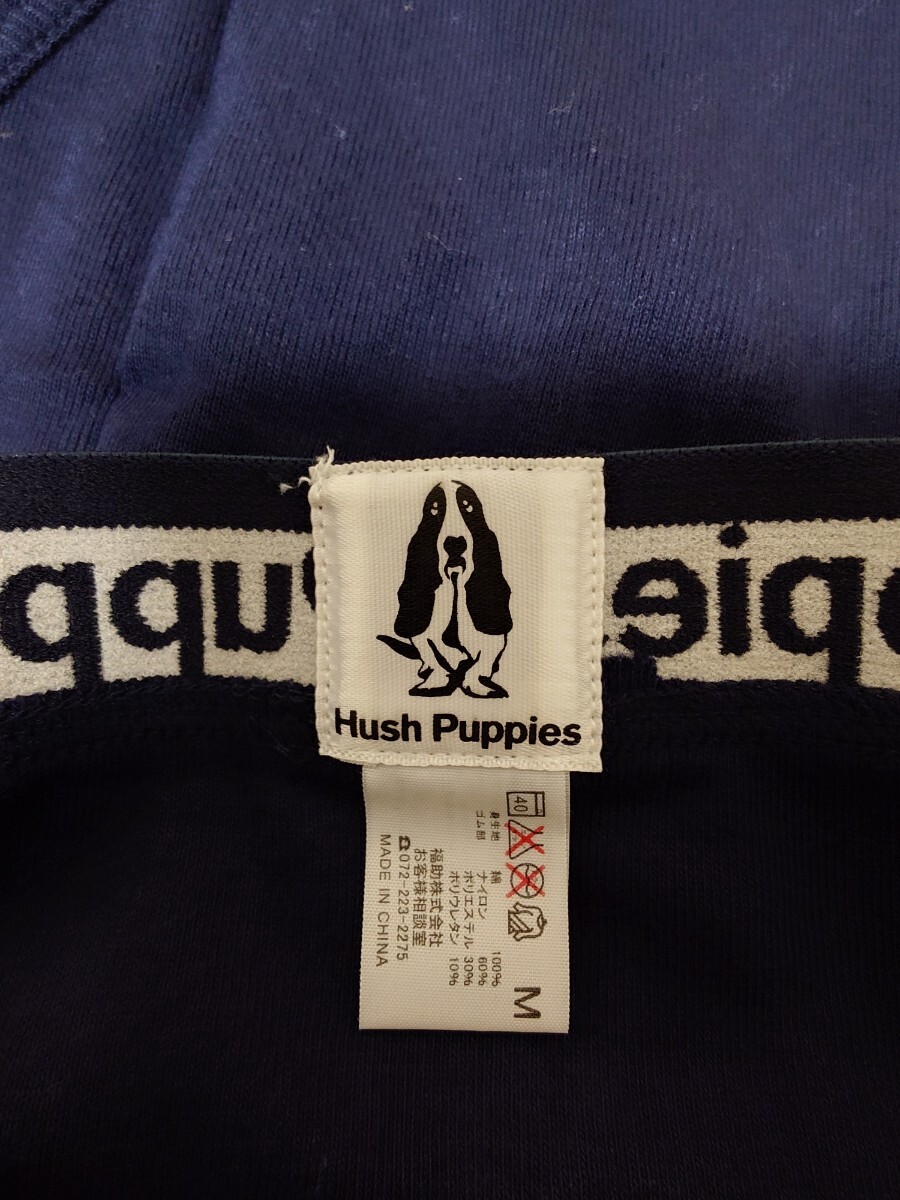 Puppies
Hush Puppies
40
身生地 綿 100%
ゴム部 ナイロン 60%
ポリエステル 30%
ポリウレタン 10%
福助株式会社
お客様相談室
☎072-223-2275
MADE IN CHINA
M